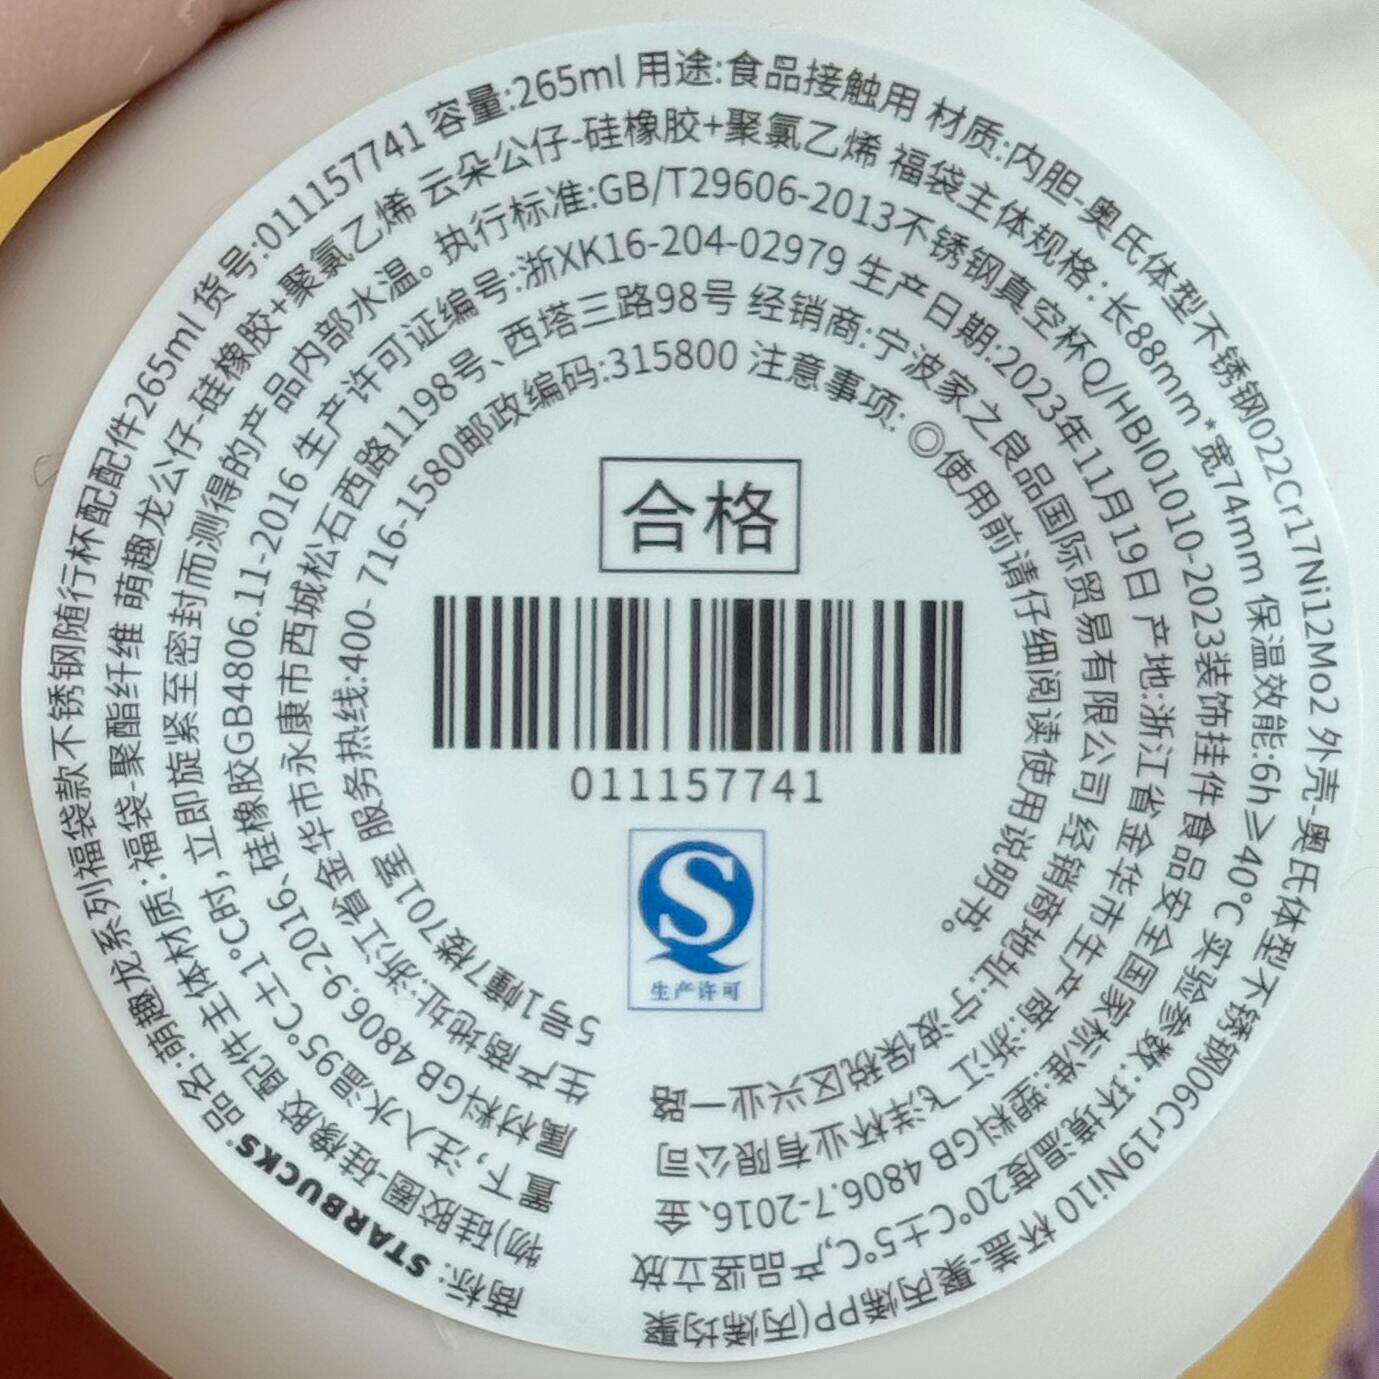 商标: STARBUCKS® 品名:萌趣龙系列福袋款不锈钢随行杯配配件265ml 货号:011157741 容量:265ml 用途:食品接触用 材质:内胆-奥氏体型不锈钢022Cr17Ni12Mo2 外壳-奥氏体型不锈钢06Cr19Ni10 杯盖-聚丙烯PP(丙烯均聚
物)硅胶圈-硅橡胶 配件主体材质:福袋-聚酯纤维 萌趣龙公仔-硅橡胶+聚氯乙烯 云朵公仔-硅橡胶+聚氯乙烯 福袋主体规格: 长88mm*宽74mm 保温效能:6h≥40°C 实验参数:环境温度20°C±5°C,产品竖立放
置下, 注入水温95°C±1°C时, 立即旋紧至密封而测得的产品内部水温。执行标准:GB/T29606-2013不锈钢真空杯Q/HBI01010-2023装饰挂件食品安全国家标准:塑料GB 4806.7-2016、金
属材料GB 4806.9-2016、硅橡胶GB4806.11-2016 生产许可证编号:浙XK16-204-02979 生产日期:2023年11月19日 产地:浙江省金华市生产商:浙江飞洋杯业有限公司
生产商地址:浙江省金华市永康市西城松石西路1198号、西塔三路98号 经销商:宁波家之良品国际贸易有限公司 经销商地址:宁波保税区兴业一路
5号1幢7楼701室 服务热线:400- 716-1580邮政编码:315800 注意事项: ◎使用前请仔细阅读使用说明书。
合格
011157741
S
生产许可